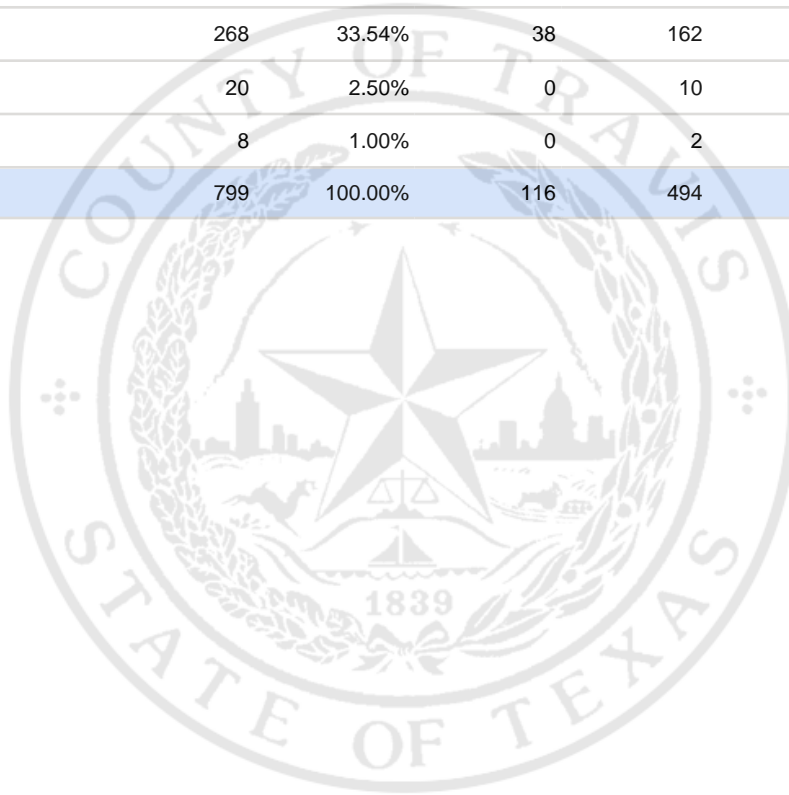 268 33.54% 38 162
20 2.50% 0 10
8 1.00% 0 2
799 100.00% 116 494
COUNTY OF TRAVIS
1839
STATE OF TEXAS